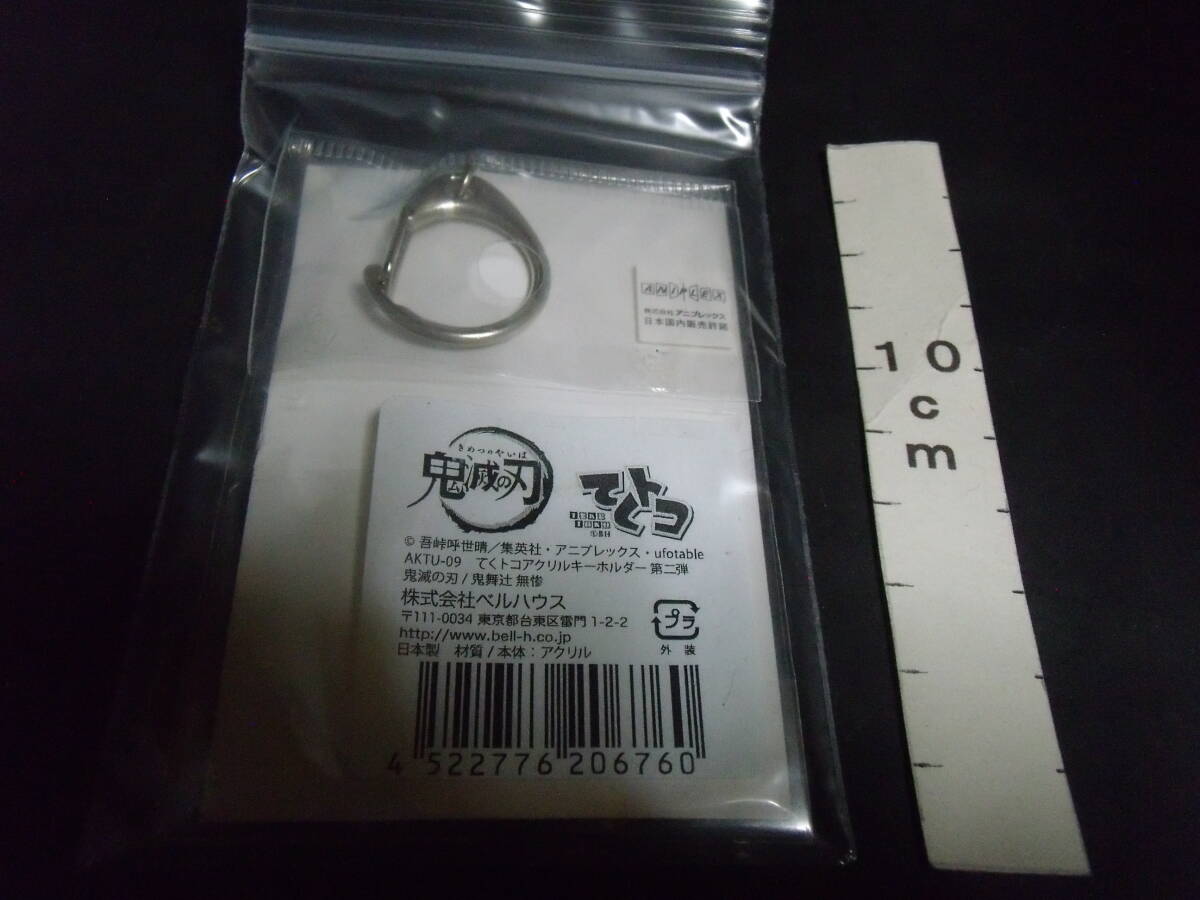 ANIPLEX
株式会社アニプレックス
日本国内販売許諾
きめつのやいば
鬼滅の刃
てくトコ
TEKU
TOKO
©BH
© 吾峠呼世晴／集英社・アニプレックス・ufotable
AKTU-09　てくトコアクリルキーホルダー 第二弾
鬼滅の刃 / 鬼舞辻 無惨
株式会社ベルハウス
〒111-0034 東京都台東区雷門 1-2-2
http://www.bell-h.co.jp
日本製　材質 / 本体：アクリル
プラ
外 装
4 522776 206760
10
cm